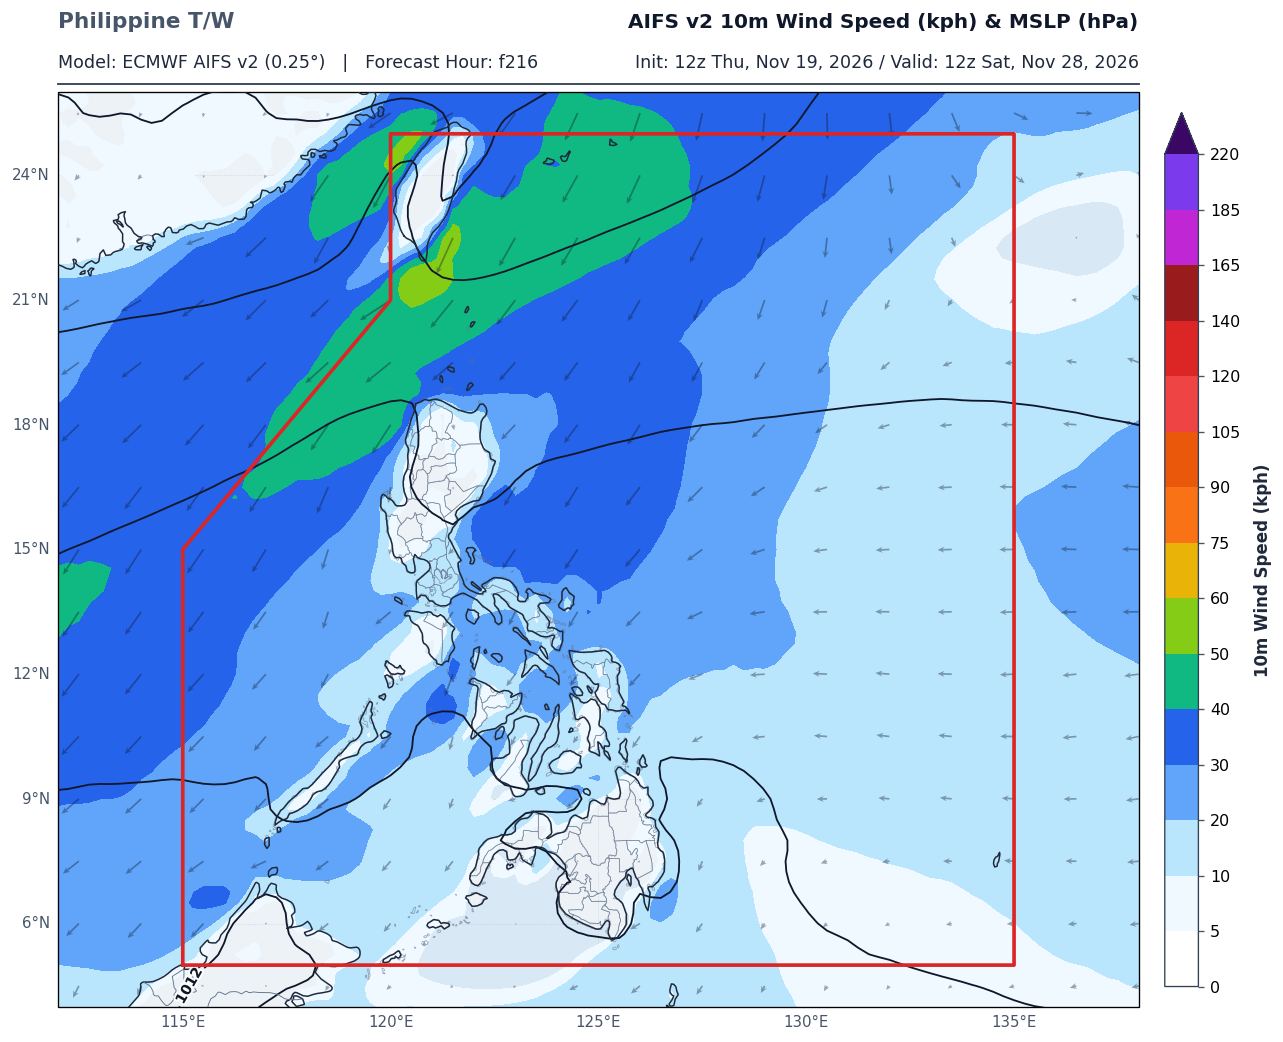 Philippine T/W
AIFS v2 10m Wind Speed (kph) & MSLP (hPa)
Model: ECMWF AIFS v2 (0.25°) | Forecast Hour: f216
Init: 12z Thu, Nov 19, 2026 / Valid: 12z Sat, Nov 28, 2026
24°N
21°N
18°N
15°N
12°N
9°N
6°N
115°E
120°E
125°E
130°E
135°E
1012
220
185
165
140
120
105
90
75
60
50
40
30
20
10
5
0
10m Wind Speed (kph)